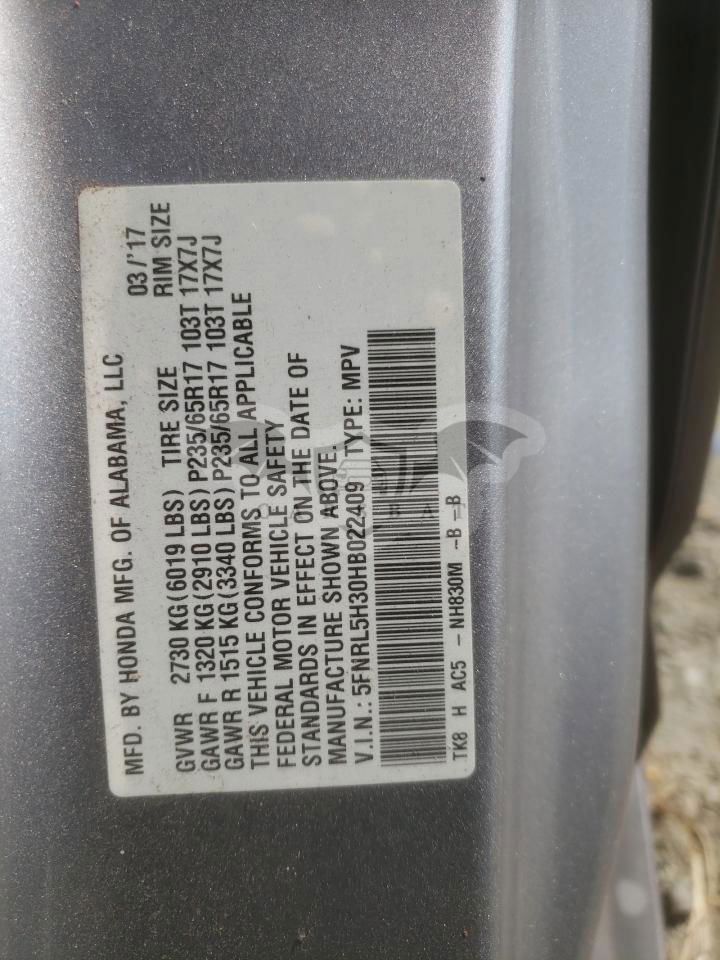 MFD. BY HONDA MFG. OF ALABAMA, LLC 03/'17
GVWR 2730 KG(6019 LBS) TIRE SIZE RIM SIZE
GAWR F 1320 KG(2910 LBS) P235/65R17 103T 17X7J
GAWR R 1515 KG(3340 LBS) P235/65R17 103T 17X7J
THIS VEHICLE CONFORMS TO ALL APPLICABLE
FEDERAL MOTOR VEHICLE SAFETY
STANDARDS IN EFFECT ON THE DATE OF
MANUFACTURE SHOWN ABOVE.
V.I.N.: 5FNRL5H30HB022409 TYPE: MPV
TK8 H AC5 - NH830M -B -B